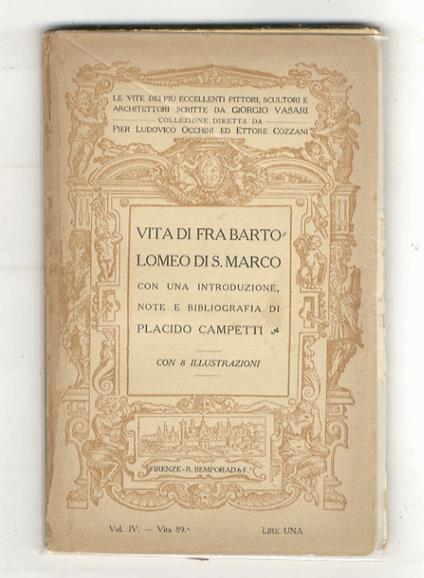 LE VITE DEI PIÙ ECCELLENTI PITTORI, SCULTORI E
ARCHITETTORI SCRITTE DA GIORGIO VASARI
COLLEZIONE DIRETTA DA
PIER LUDOVICO OCCHINI ED ETTORE COZZANI
VITA DI FRA BARTO=
LOMEO DI S. MARCO
CON UNA INTRODUZIONE,
NOTE E BIBLIOGRAFIA DI
PLACIDO CAMPETTI
CON 8 ILLUSTRAZIONI
FIRENZE-R. BEMPORAD & F.º
Vol. IV. — Vita 89.ª
LIRE UNA